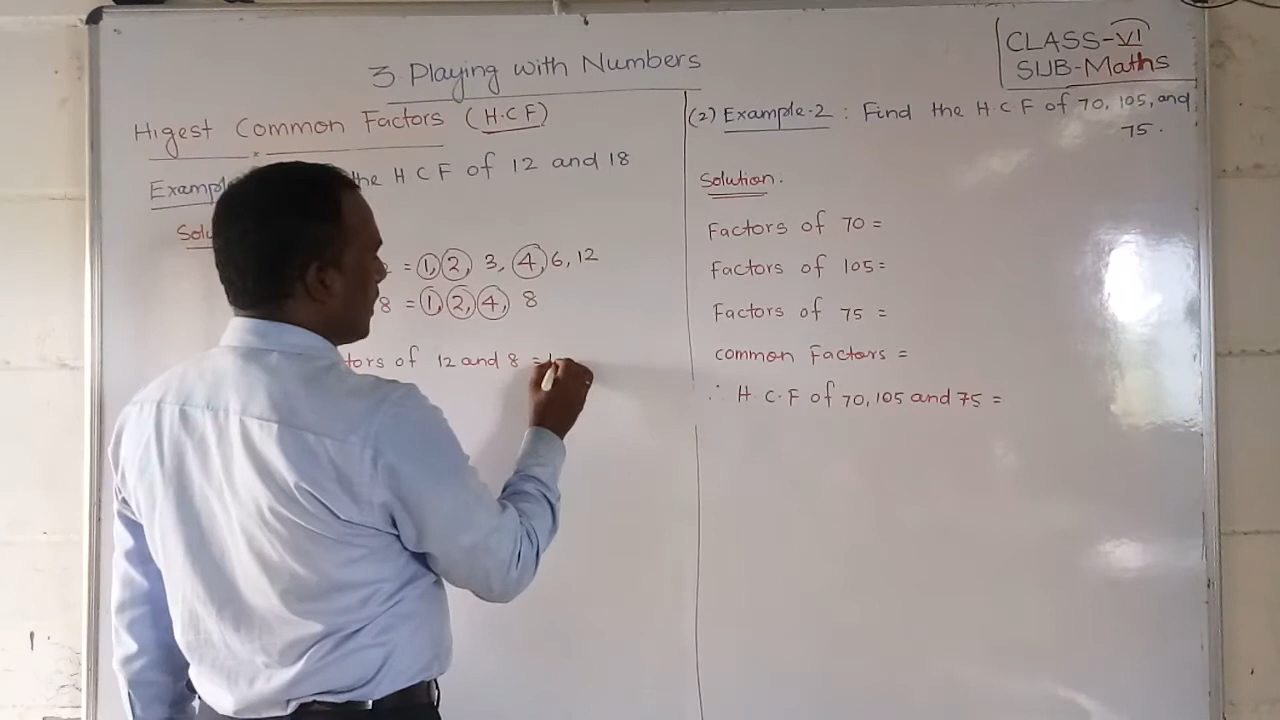 3 Playing with Numbers
CLASS-VI
SUB-Maths
Higest Common Factors (H.C.F)
Example the H C F of 12 and 18
Solu
= 1, 2, 3, 4, 6, 12
8 = 1, 2, 4, 8
tors of 12 and 8 =
(2) Example-2 : Find the H.C.F of 70, 105, and
75.
Solution.
Factors of 70 =
Factors of 105=
Factors of 75 =
common Factors =
∴ H.C.F of 70, 105 and 75 =